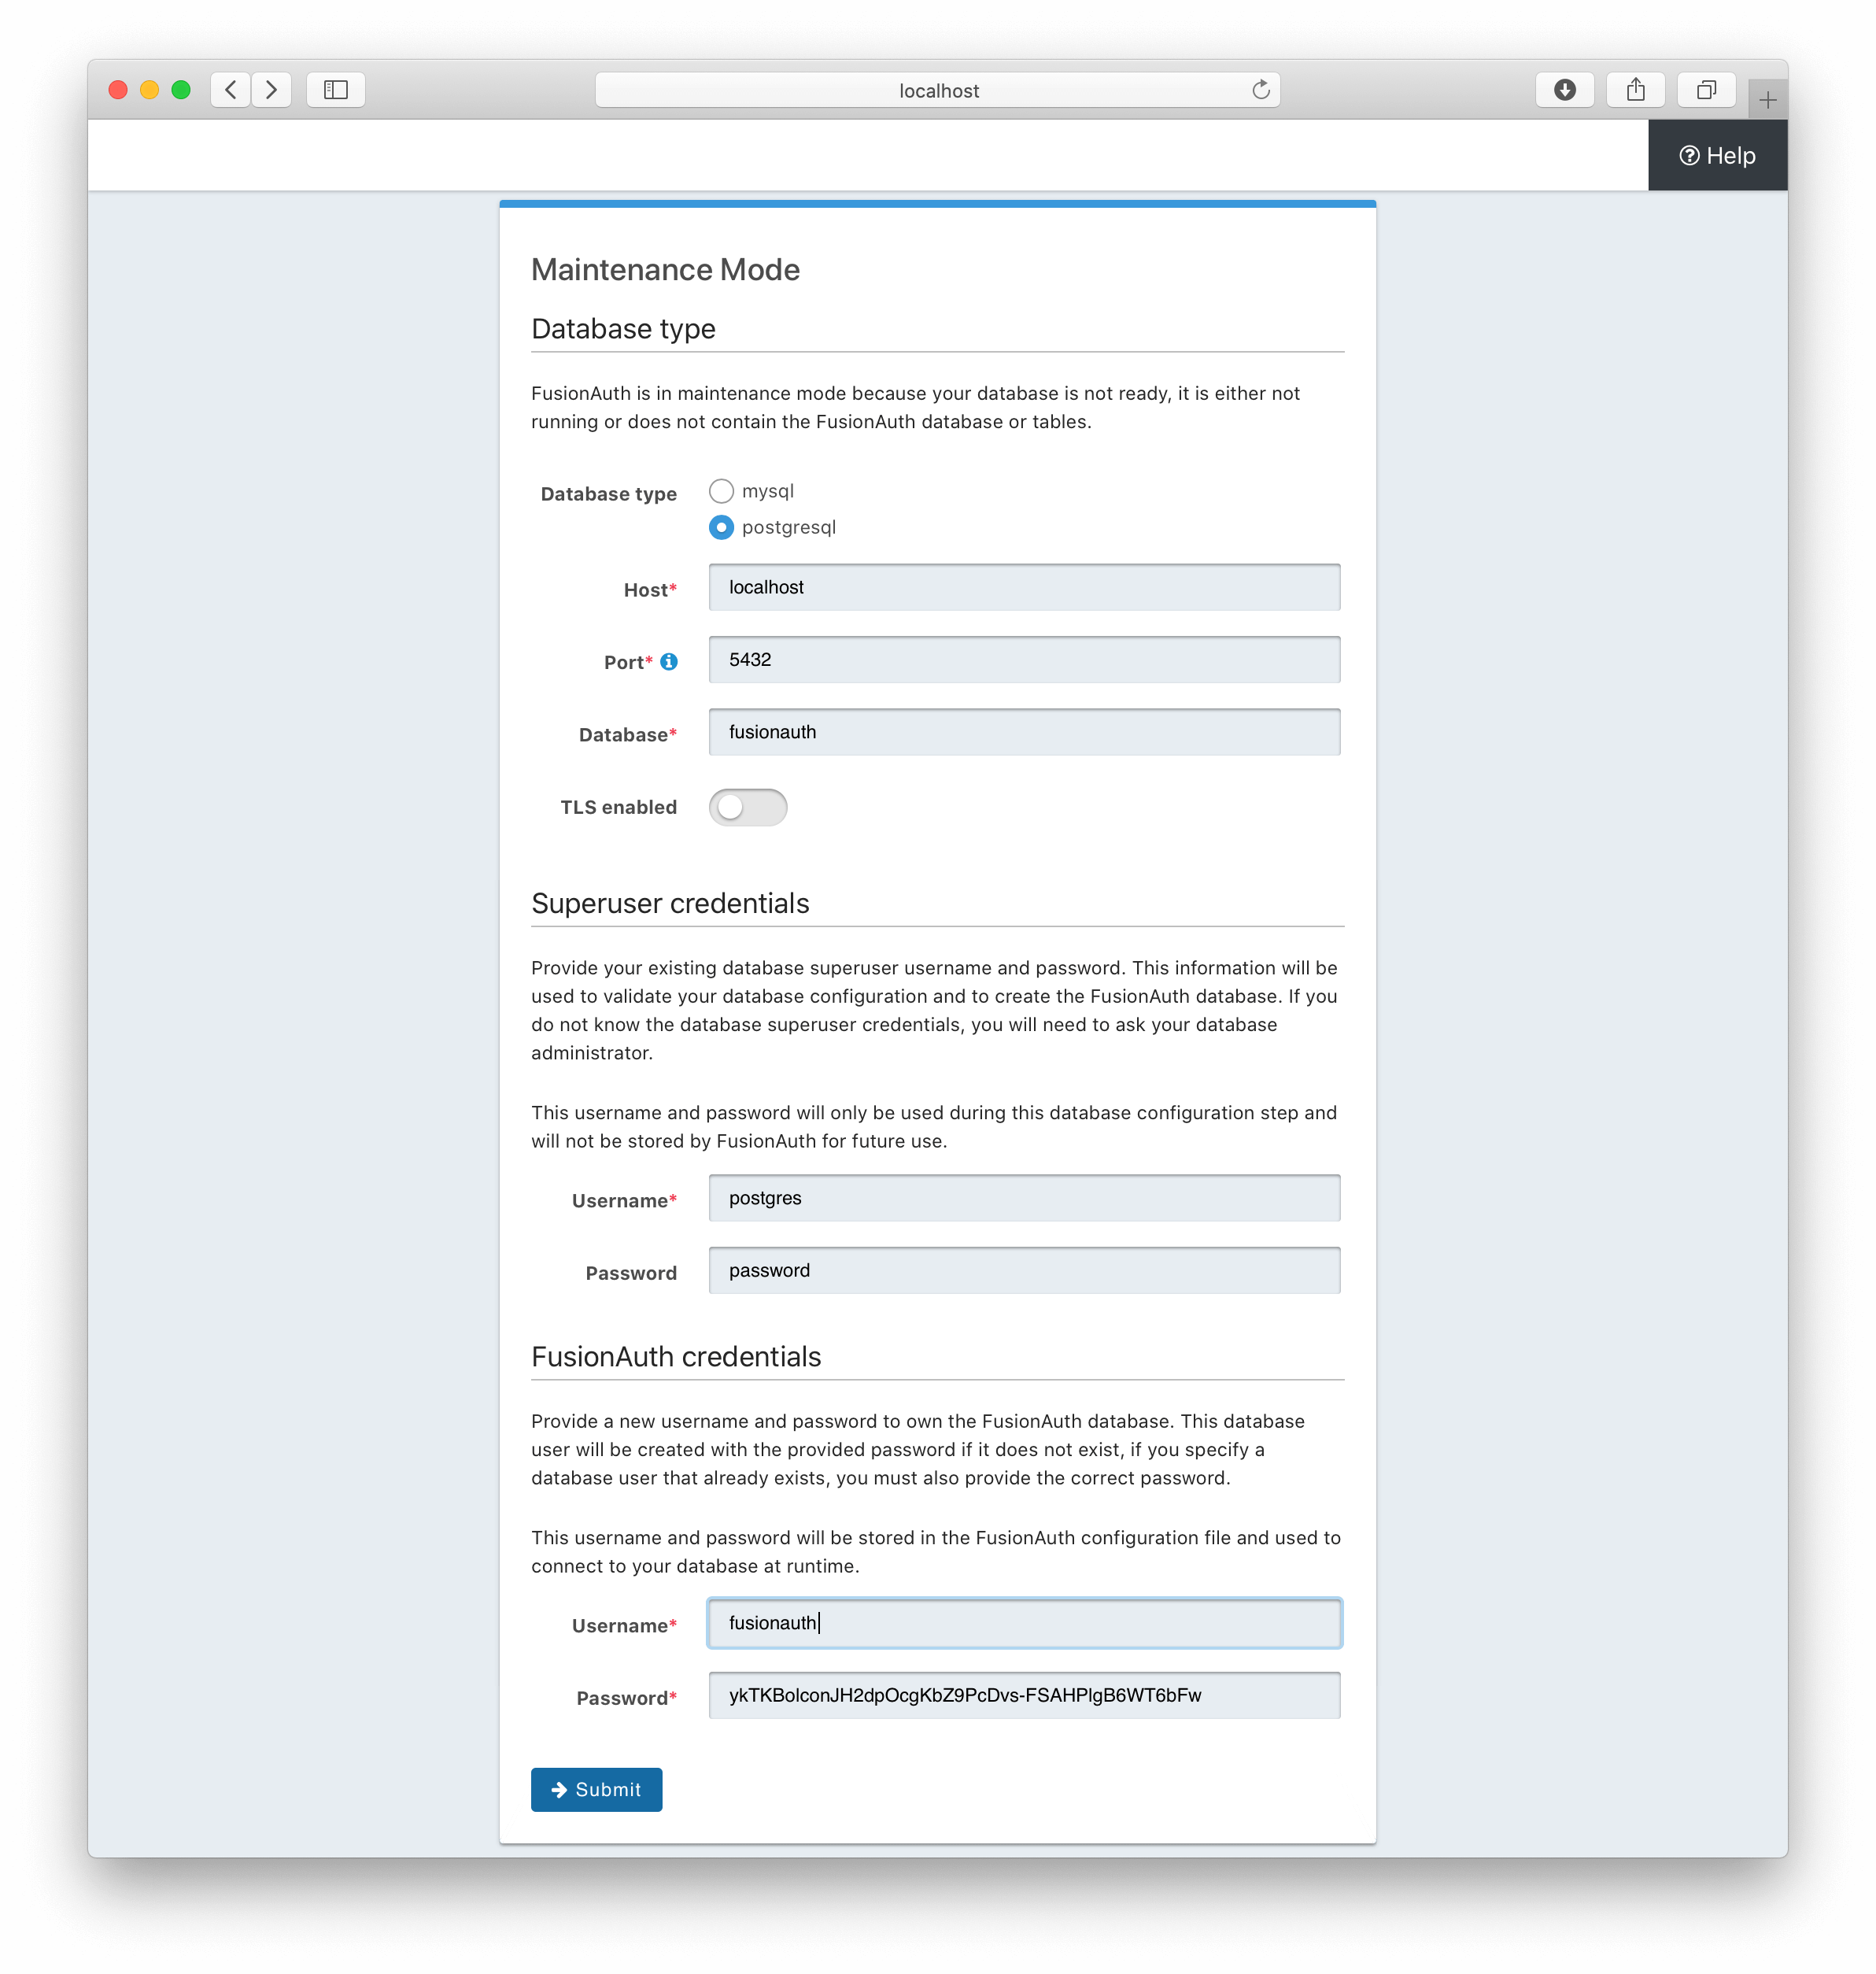 localhost
Help
Maintenance Mode
Database type
FusionAuth is in maintenance mode because your database is not ready, it is either not
running or does not contain the FusionAuth database or tables.
Database type
mysql
postgresql
Host* localhost
Port* 5432
Database* fusionauth
TLS enabled
Superuser credentials
Provide your existing database superuser username and password. This information will be
used to validate your database configuration and to create the FusionAuth database. If you
do not know the database superuser credentials, you will need to ask your database
administrator.
This username and password will only be used during this database configuration step and
will not be stored by FusionAuth for future use.
Username* postgres
Password password
FusionAuth credentials
Provide a new username and password to own the FusionAuth database. This database
user will be created with the provided password if it does not exist, if you specify a
database user that already exists, you must also provide the correct password.
This username and password will be stored in the FusionAuth configuration file and used to
connect to your database at runtime.
Username* fusionauth
Password* ykTKBolconJH2dpOcgKbZ9PcDvs-FSAHPlgB6WT6bFw
Submit